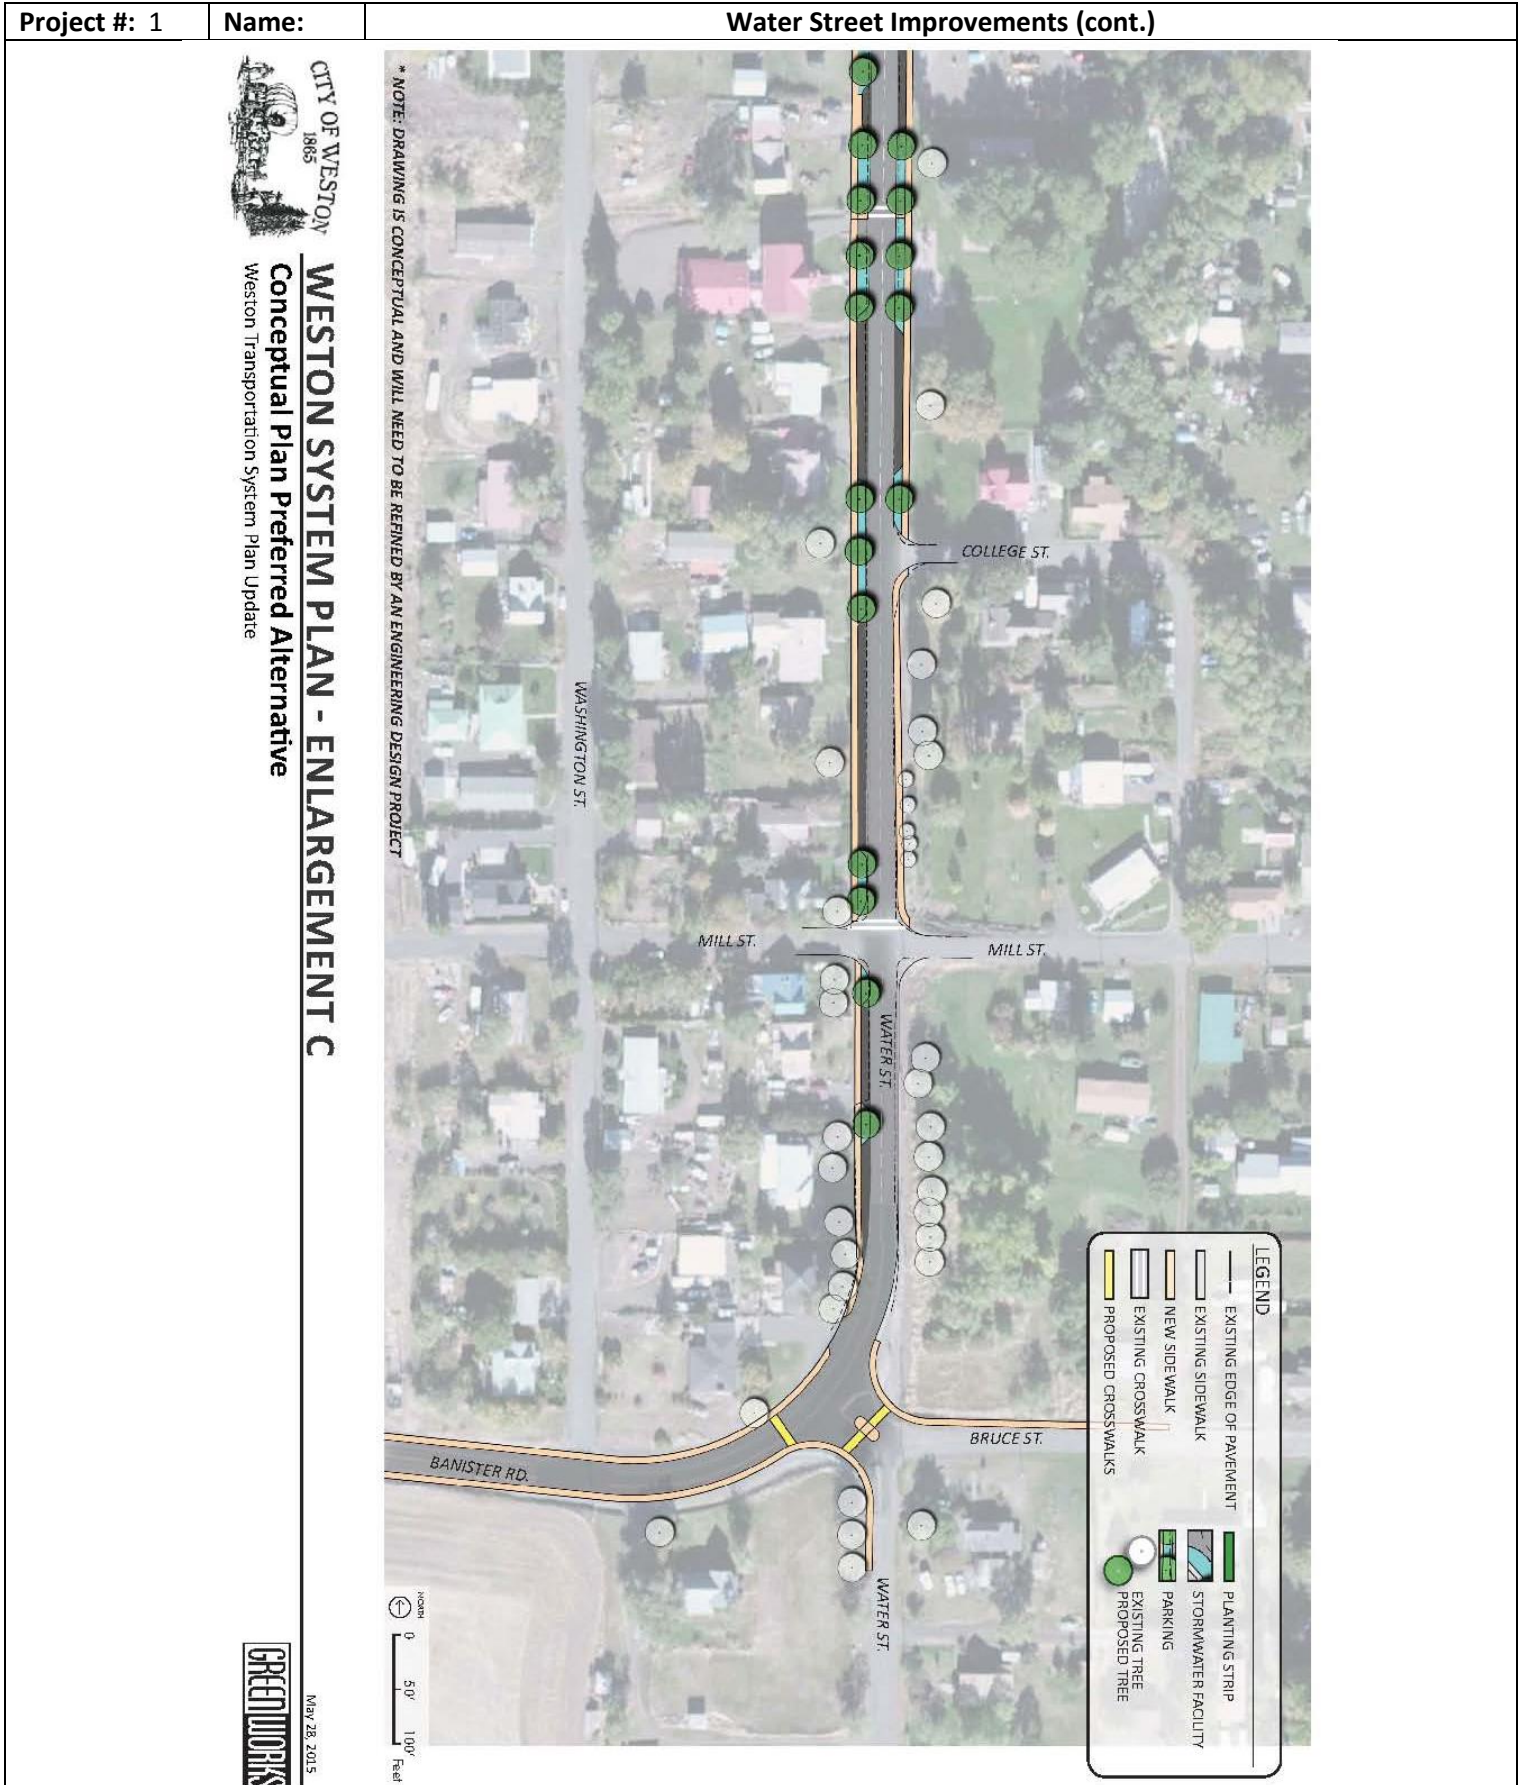 Project #: 1
Name:
Water Street Improvements (cont.)
CITY OF WESTON
1865
WESTON SYSTEM PLAN - ENLARGEMENT C
Conceptual Plan Preferred Alternative
Weston Transportation System Plan Update
* NOTE: DRAWING IS CONCEPTUAL AND WILL NEED TO BE REFINED BY AN ENGINEERING DESIGN PROJECT
COLLEGE ST.
WASHINGTON ST.
MILL ST.
MILL ST.
WATER ST.
BRUCE ST.
BANISTER RD.
WATER ST.
LEGEND
EXISTING EDGE OF PAVEMENT
EXISTING SIDEWALK
NEW SIDEWALK
EXISTING CROSSWALK
PROPOSED CROSSWALKS
PLANTING STRIP
STORMWATER FACILITY
PARKING
EXISTING TREE
PROPOSED TREE
NORTH
0 50' 100' Feet
May 28, 2015
GREENWORKS